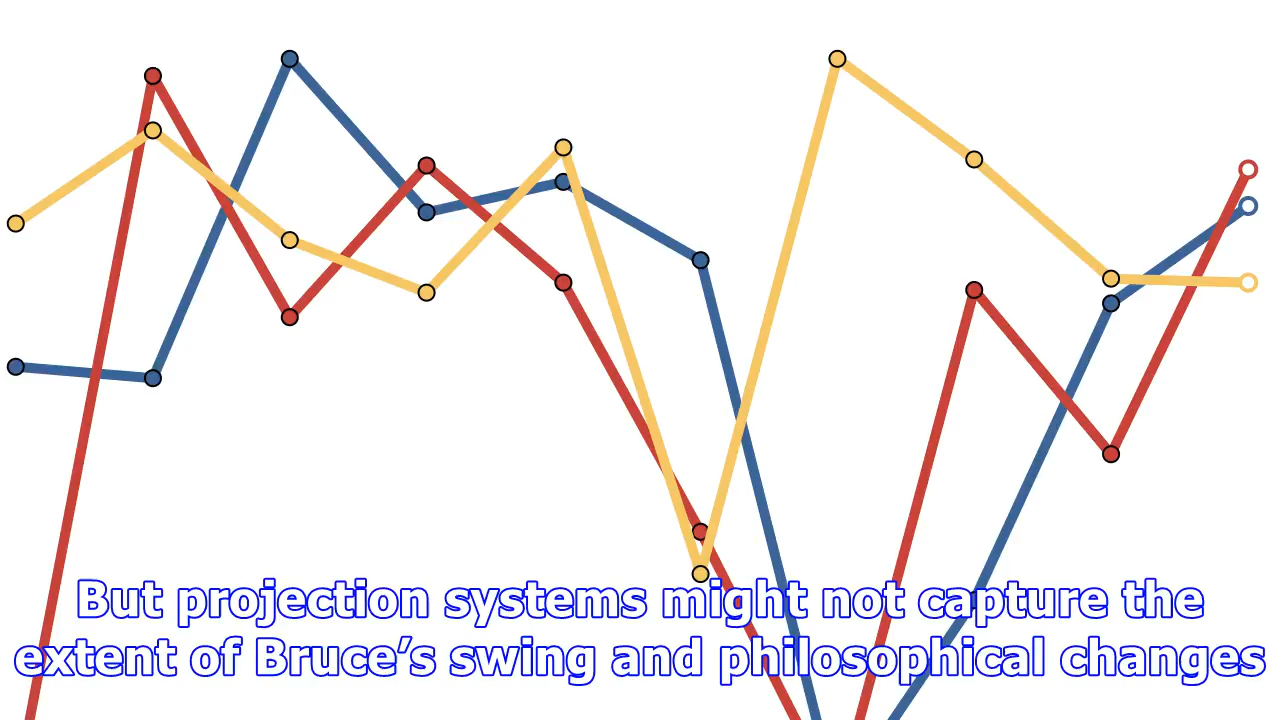 But projection systems might not capture the
extent of Bruce’s swing and philosophical changes